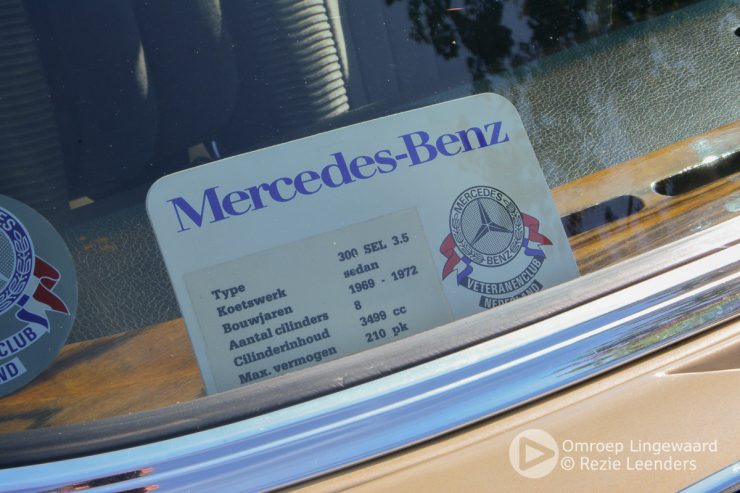 Mercedes-Benz
Type 300 SEL 3.5
Koetswerk sedan
Bouwjaren 1969 - 1972
Aantal cilinders 8
Cilinderinhoud 3499 cc
Max. vermogen 210 pk
MERCEDES
BENZ
VETERANENCLUB
NEDERLAND
Omroep Lingewaard
© Rezie Leenders